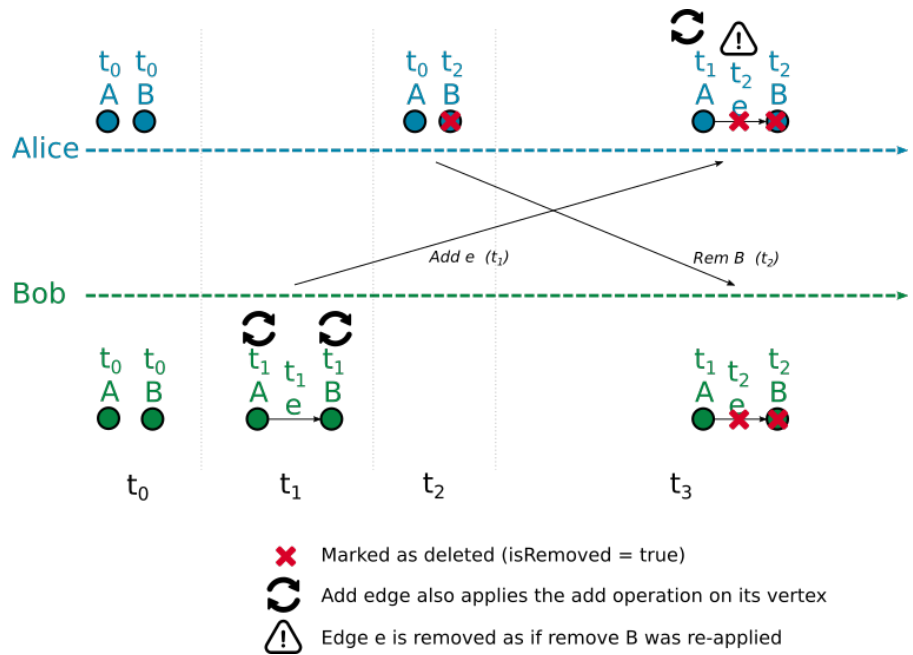 t0 t0 t0 t2 t1 t2 t2
A B A B A e B
Alice
Add e (t1) Rem B (t2)
Bob
t0 t0 t1 t1 t1 t1 t2 t2
A B A e B A e B
t0 t1 t2 t3
Marked as deleted (isRemoved = true)
Add edge also applies the add operation on its vertex
Edge e is removed as if remove B was re-applied